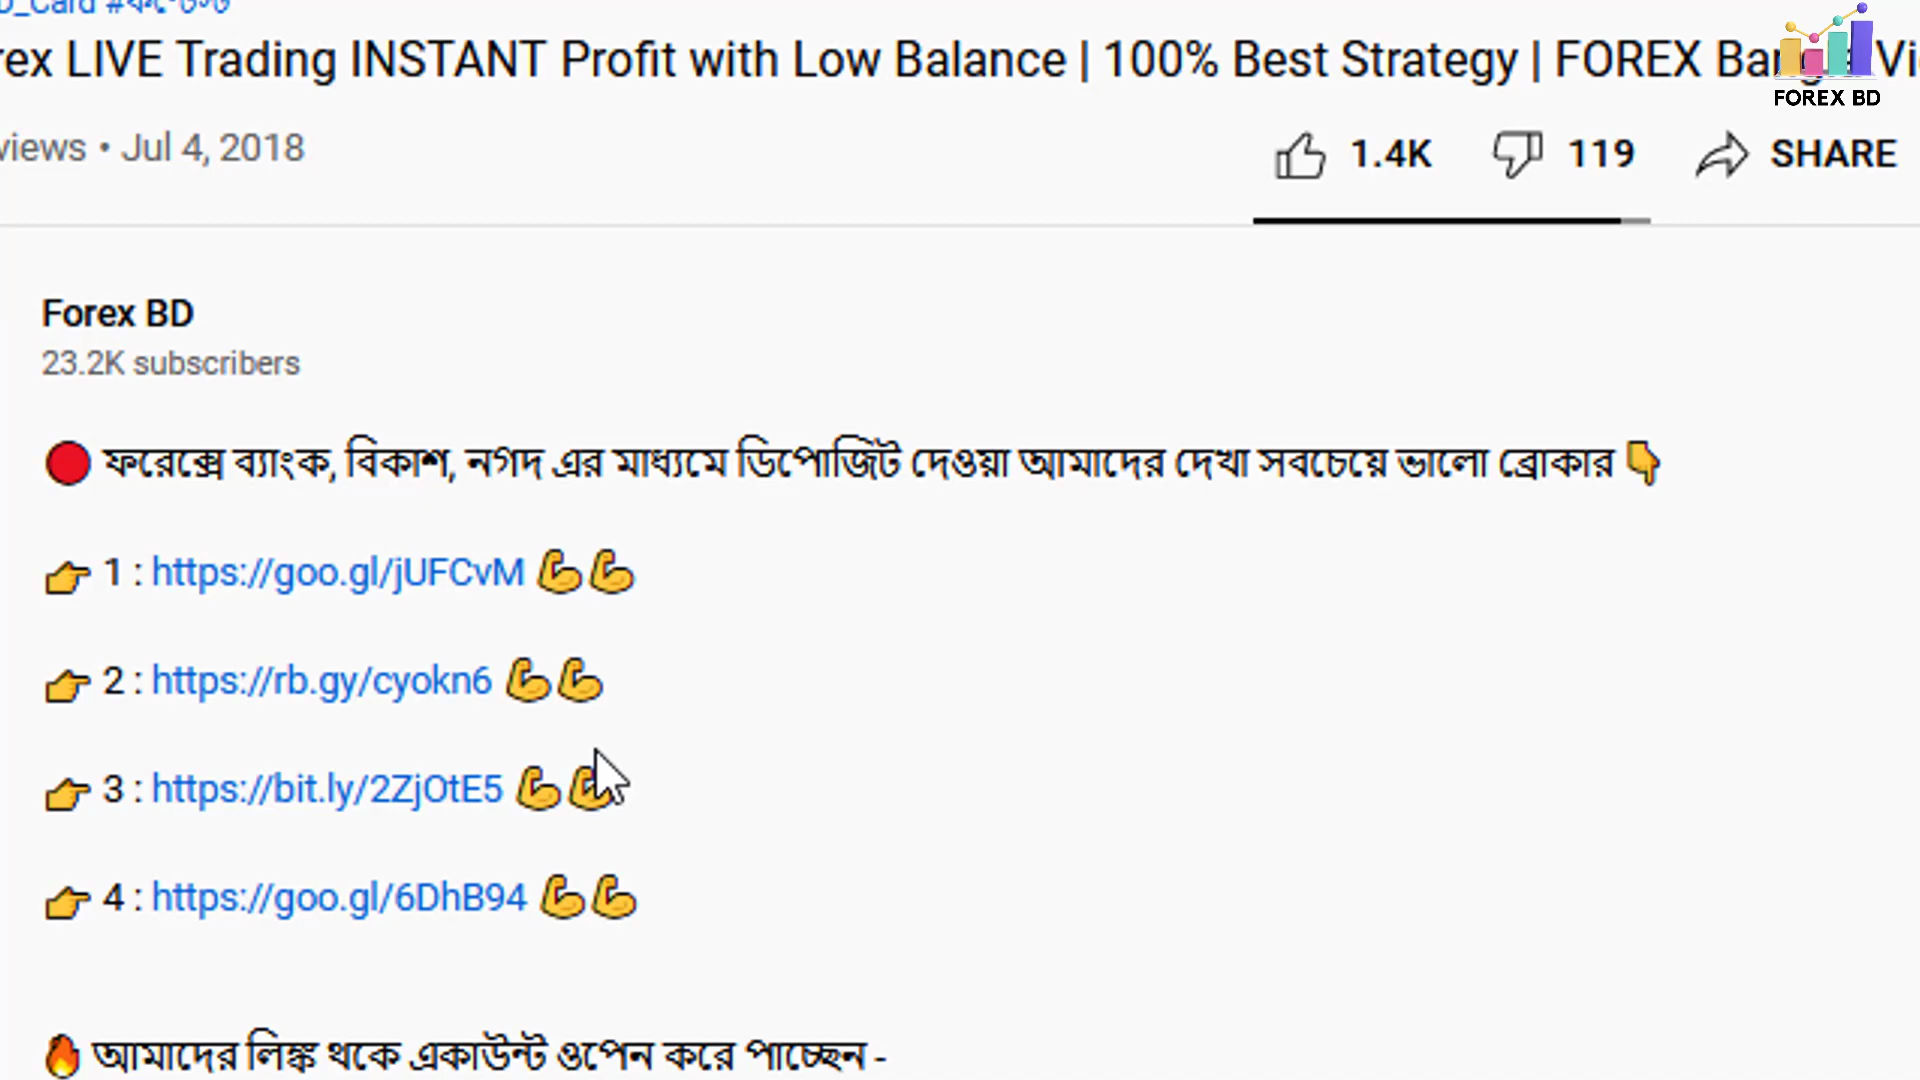 rex LIVE Trading INSTANT Profit with Low Balance | 100% Best Strategy | FOREX
FOREX BD
views • Jul 4, 2018
1.4K 119 SHARE
Forex BD
23.2K subscribers
🔴 ফরেক্সে ব্যাংক, বিকাশ, নগদ এর মাধ্যমে ডিপোজিট দেওয়া আমাদের দেখা সবচেয়ে ভালো ব্রোকার 👇
👉 1 : https://goo.gl/jUFCvM 💪💪
👉 2 : https://rb.gy/cyokn6 💪💪
👉 3 : https://bit.ly/2ZjOtE5 💪💪
👉 4 : https://goo.gl/6DhB94 💪💪
🔥 আমাদের লিঙ্ক থকে একাউন্ট ওপেন করে পাচ্ছেন -